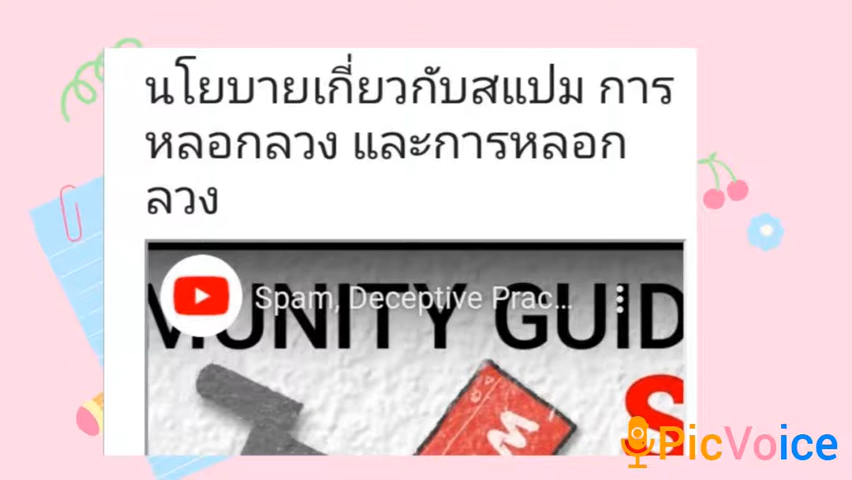 นโยบายเกี่ยวกับสแปม การ
หลอกลวง และการหลอก
ลวง
Spam, Deceptive Prac...
MUNITY GUID
S
PicVoice